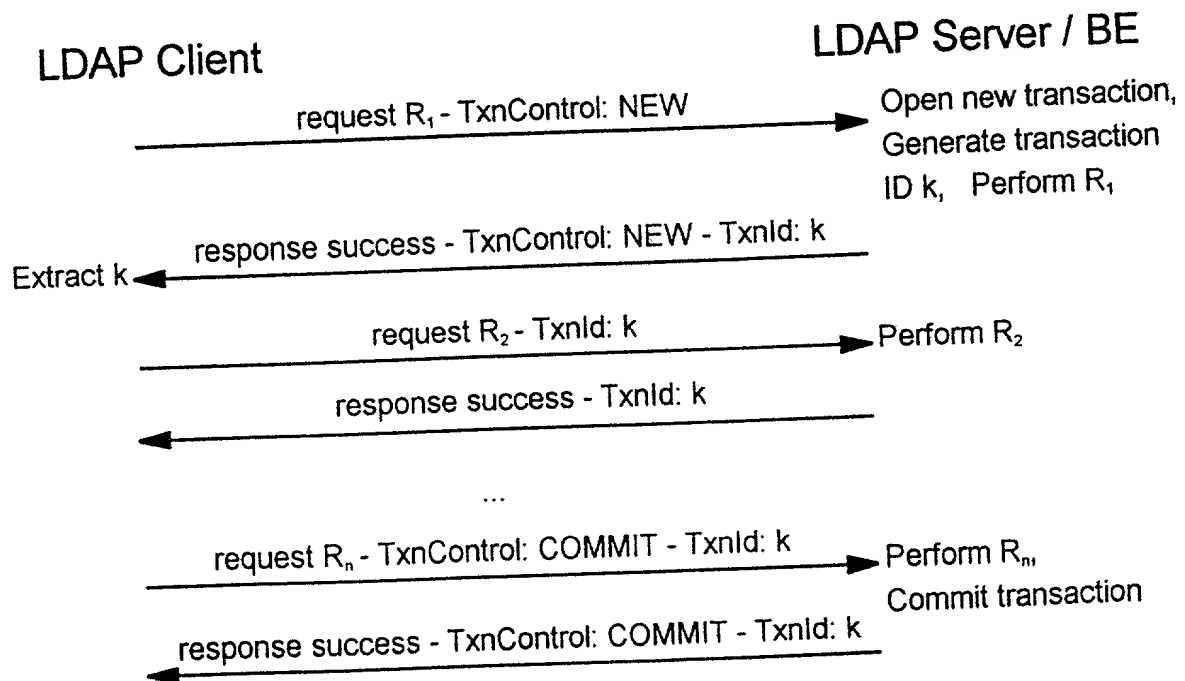 LDAP Client
LDAP Server / BE
request R₁ - TxnControl: NEW
Open new transaction,
Generate transaction
ID k, Perform R₁
response success - TxnControl: NEW - TxnId: k
Extract k
request R₂ - TxnId: k
Perform R₂
response success - TxnId: k
...
request Rₙ - TxnControl: COMMIT - TxnId: k
Perform Rₙ,
Commit transaction
response success - TxnControl: COMMIT - TxnId: k